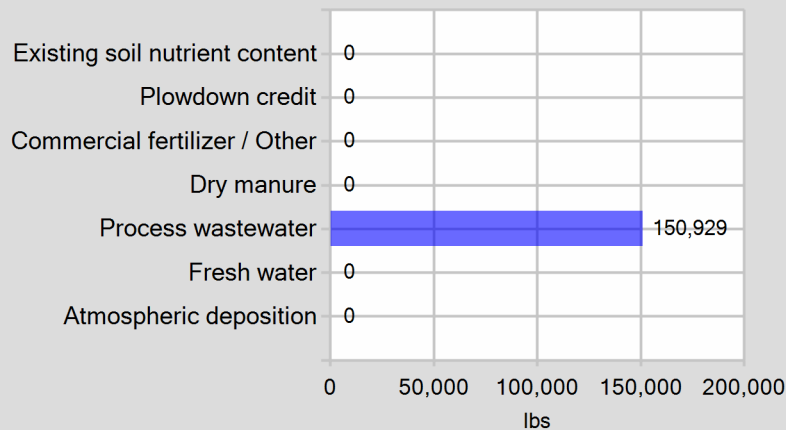 Existing soil nutrient content 0
Plowdown credit 0
Commercial fertilizer / Other 0
Dry manure 0
Process wastewater 150,929
Fresh water 0
Atmospheric deposition 0
0 50,000 100,000 150,000 200,000
lbs